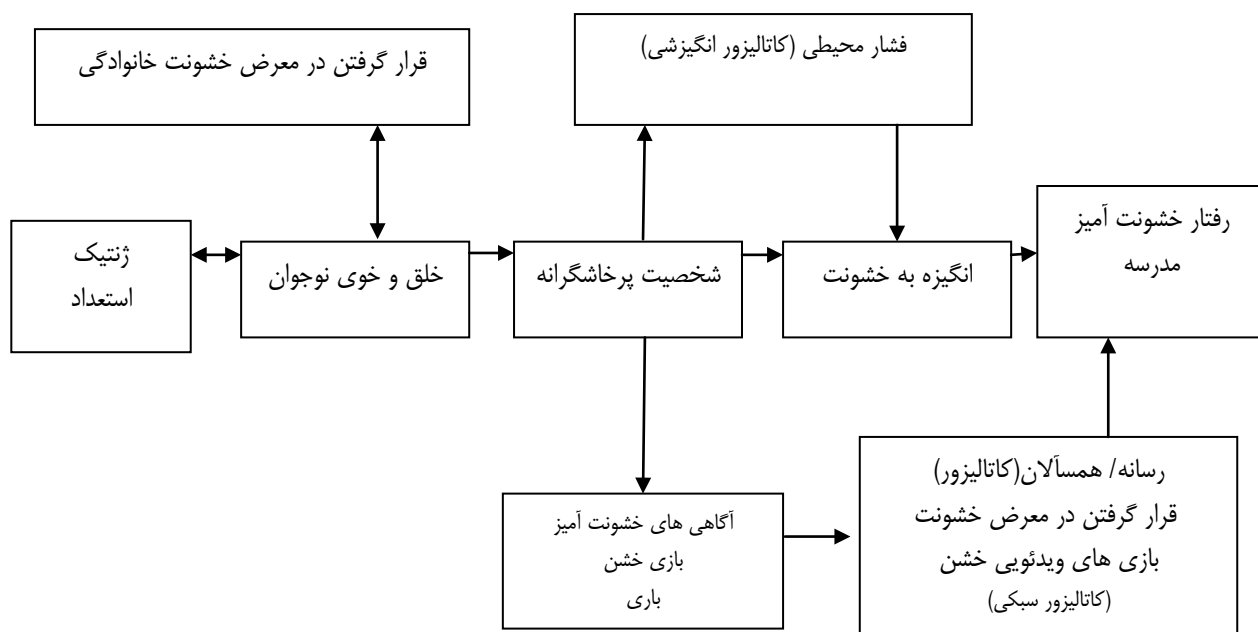 فشار محیطی (کاتالیزور انگیزشی)
قرار گرفتن در معرض خشونت خانوادگی
رفتار خشونت آمیز
مدرسه
انگیزه به خشونت
شخصیت پرخاشگرانه
خلق و خوی نوجوان
ژنتیک
استعداد
رسانه/ همسآلان(کاتالیزور)
قرار گرفتن در معرض خشونت
بازی های ویدئویی خشن
(کاتالیزور سبکی)
آگاهی های خشونت آمیز
بازی خشن
باری